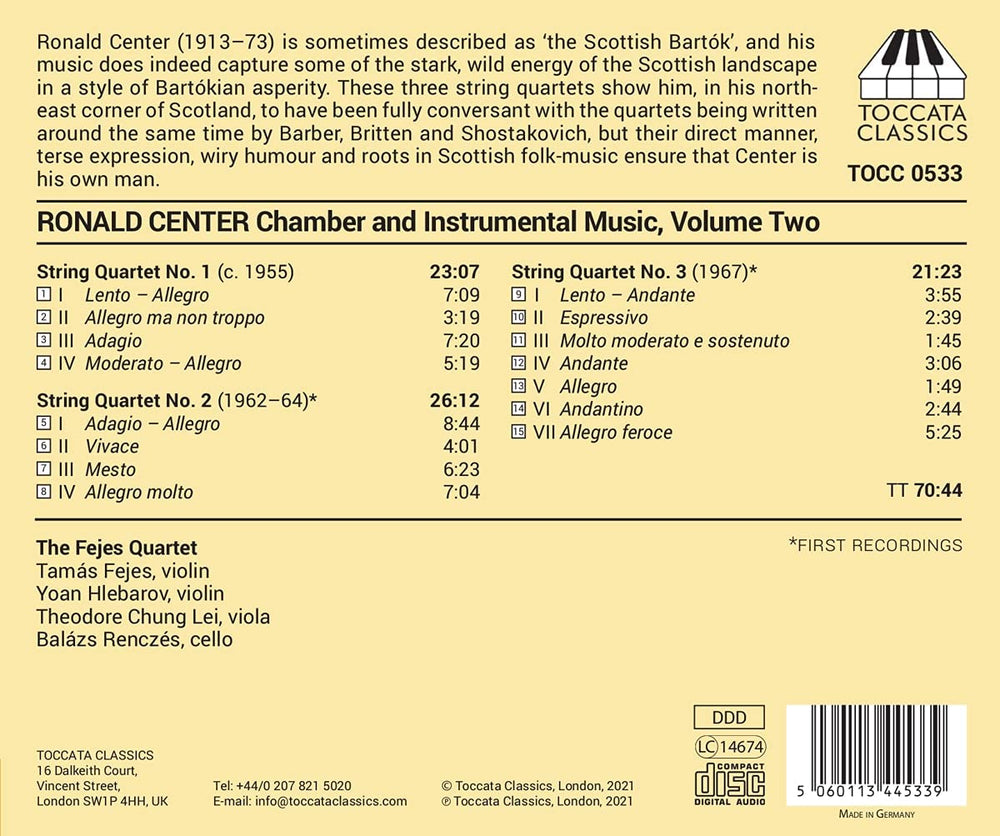 Ronald Center (1913–73) is sometimes described as ‘the Scottish Bartók’, and his
music does indeed capture some of the stark, wild energy of the Scottish landscape
in a style of Bartókian asperity. These three string quartets show him, in his north-
east corner of Scotland, to have been fully conversant with the quartets being written
around the same time by Barber, Britten and Shostakovich, but their direct manner,
terse expression, wiry humour and roots in Scottish folk-music ensure that Center is
his own man.
TOCCATA
CLASSICS
TOCC 0533
RONALD CENTER Chamber and Instrumental Music, Volume Two
String Quartet No. 1 (c. 1955) 23:07
1 I Lento – Allegro 7:09
2 II Allegro ma non troppo 3:19
3 III Adagio 7:20
4 IV Moderato – Allegro 5:19
String Quartet No. 2 (1962–64)* 26:12
5 I Adagio – Allegro 8:44
6 II Vivace 4:01
7 III Mesto 6:23
8 IV Allegro molto 7:04
String Quartet No. 3 (1967)* 21:23
9 I Lento – Andante 3:55
10 II Espressivo 2:39
11 III Molto moderato e sostenuto 1:45
12 IV Andante 3:06
13 V Allegro 1:49
14 VI Andantino 2:44
15 VII Allegro feroce 5:25
TT 70:44
*FIRST RECORDINGS
The Fejes Quartet
Tamás Fejes, violin
Yoan Hlebarov, violin
Theodore Chung Lei, viola
Balázs Renczés, cello
TOCCATA CLASSICS
16 Dalkeith Court,
Vincent Street,
London SW1P 4HH, UK
Tel: +44/0 207 821 5020
E-mail: info@toccataclassics.com
© Toccata Classics, London, 2021
℗ Toccata Classics, London, 2021
DDD
LC 14674
COMPACT
disc
DIGITAL AUDIO
5 060113 445339
MADE IN GERMANY